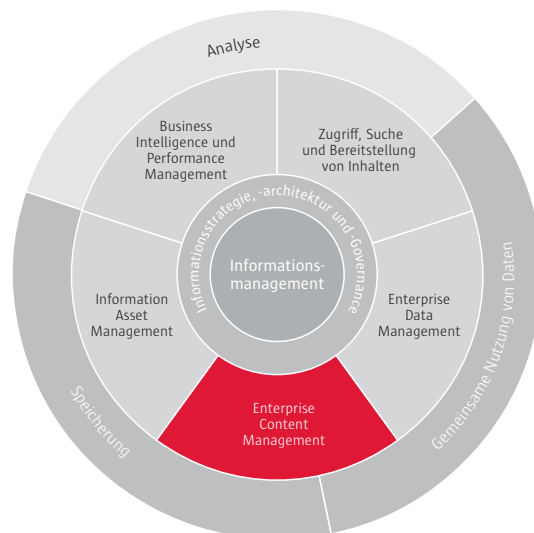 Analyse
Business
Intelligence und
Performance
Management
Zugriff, Suche
und Bereitstellung
von Inhalten
Informationsstrategie, -architektur und -Governance
Informations-
management
Information
Asset
Management
Enterprise
Data
Management
Enterprise
Content
Management
Speicherung
Gemeinsame Nutzung von Daten